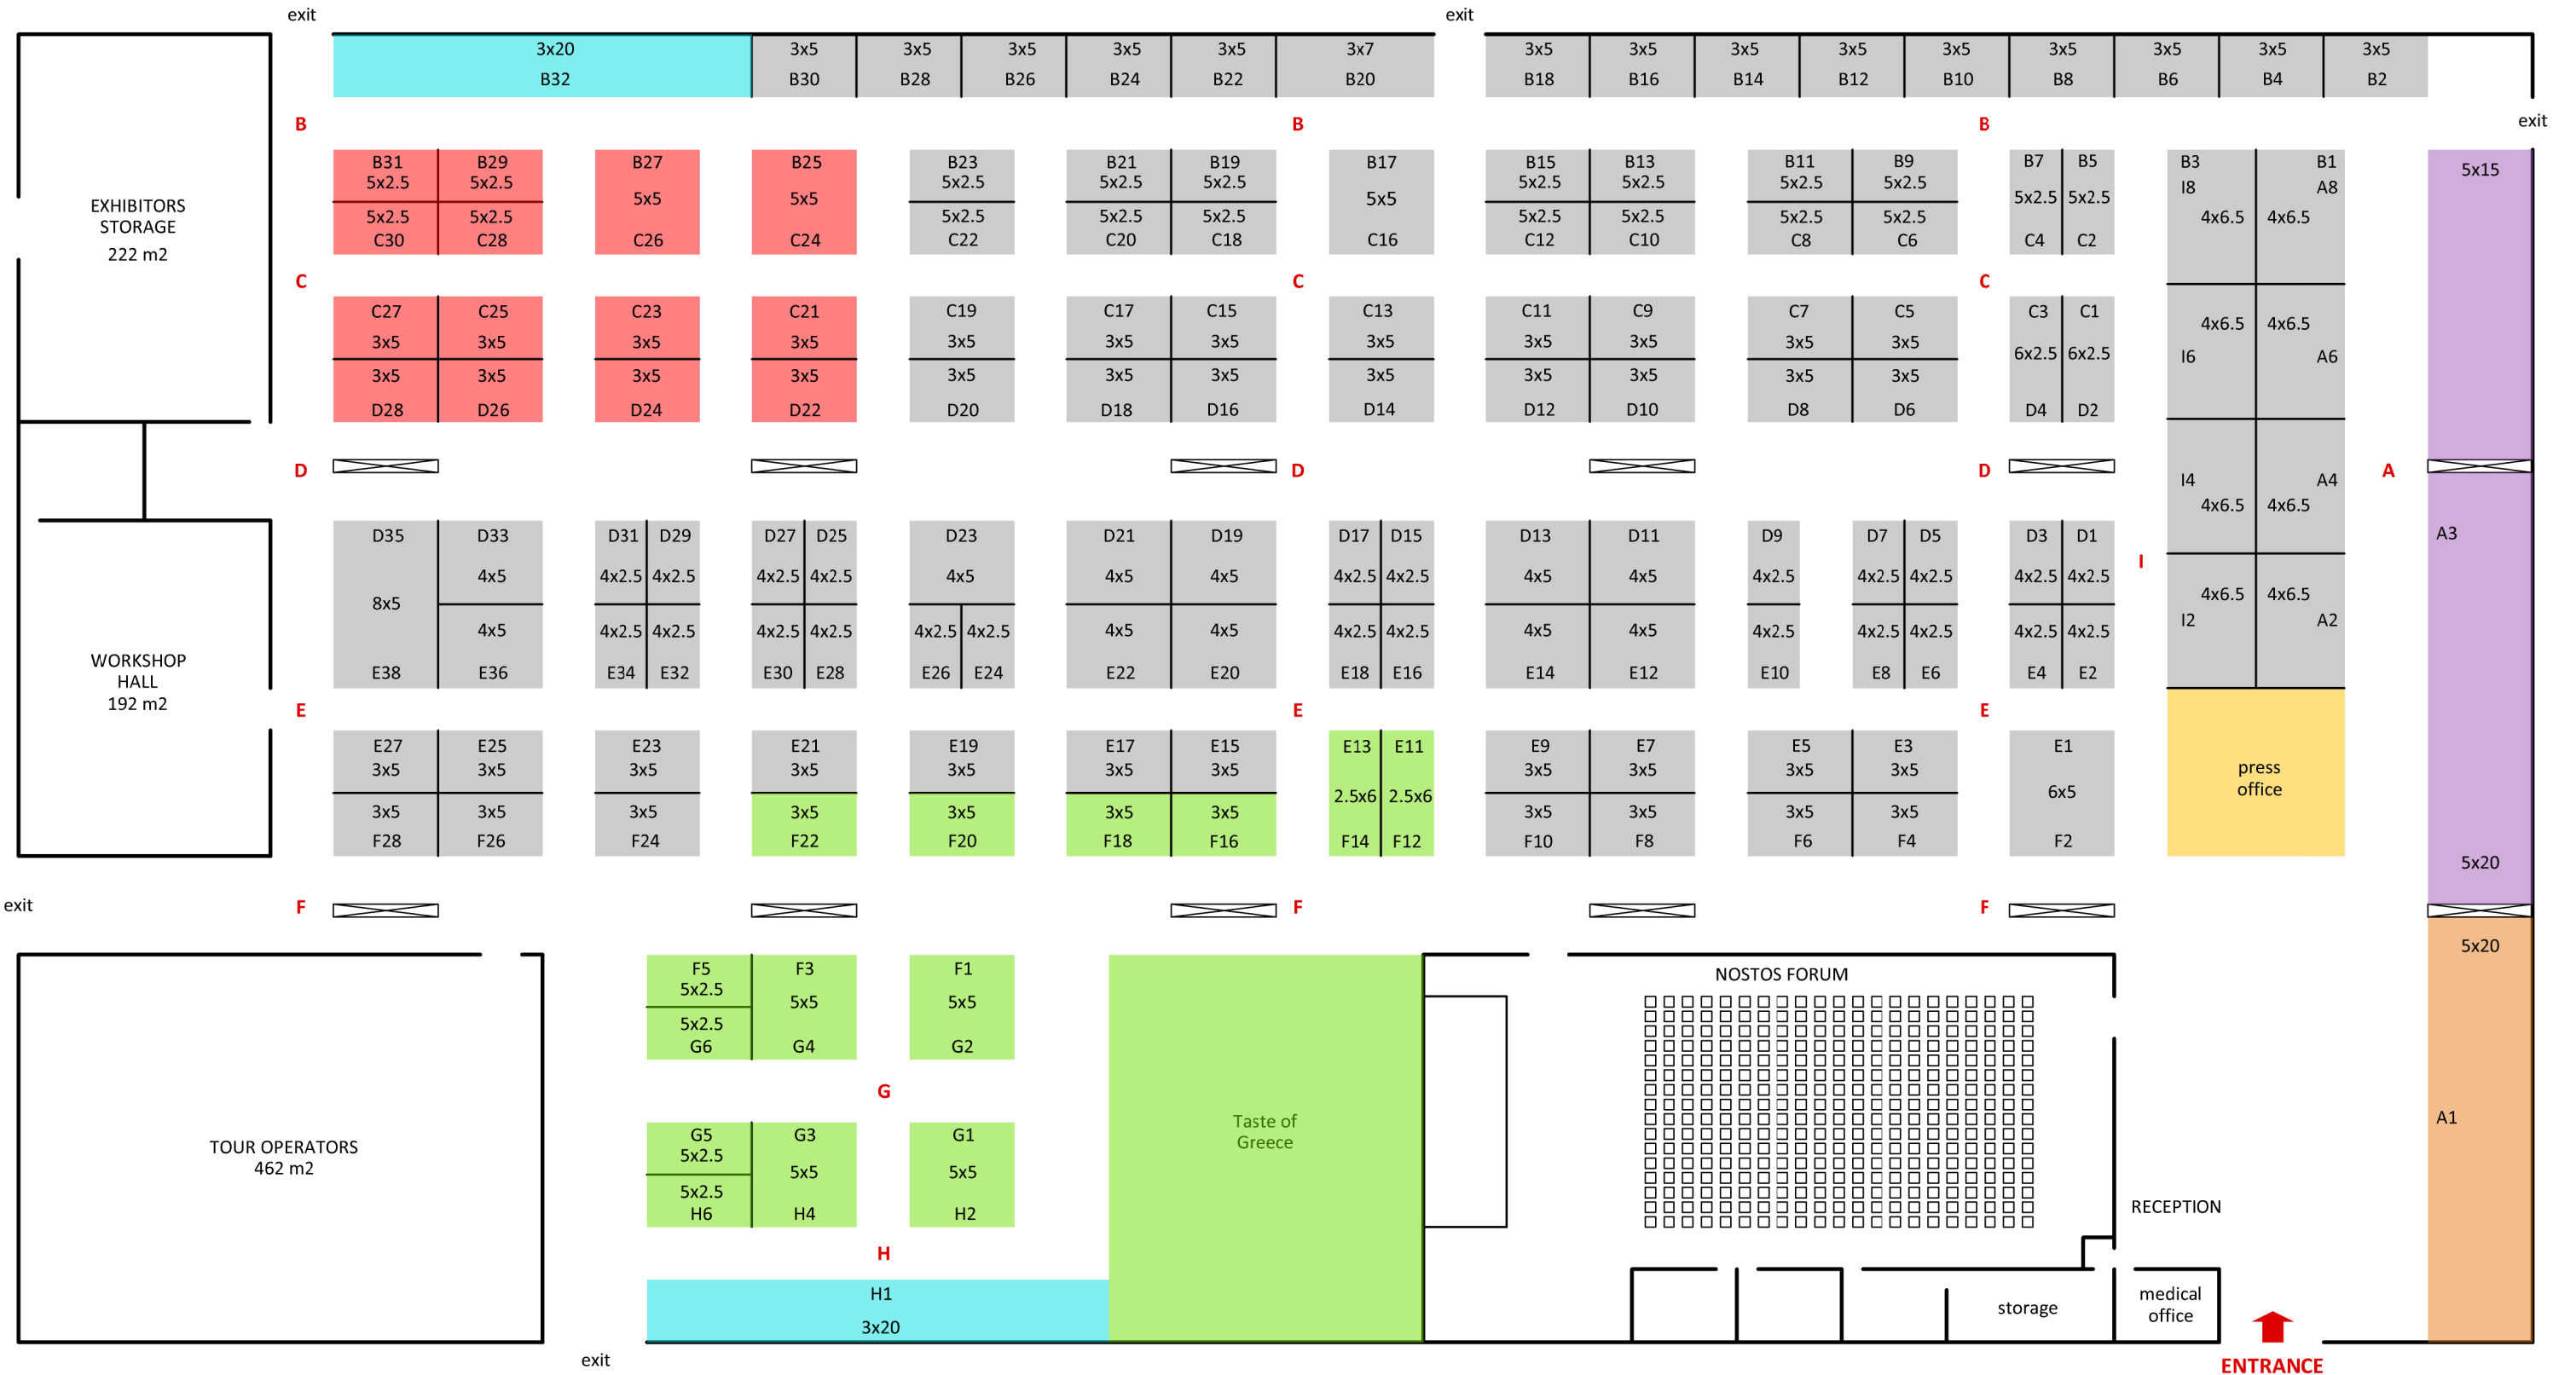 exit
exit
3x20
3x5
3x5
3x5
3x5
3x5
3x7
3x5
3x5
3x5
3x5
3x5
3x5
3x5
3x5
3x5
B32
B30
B28
B26
B24
B22
B20
B18
B16
B14
B12
B10
B8
B6
B4
B2
B
B
B
exit
EXHIBITORS
STORAGE
222 m2
B31
5x2.5
B29
5x2.5
5x2.5
C30
5x2.5
C28
B27
5x5
C26
B25
5x5
C24
B23
5x2.5
5x2.5
C22
B21
5x2.5
B19
5x2.5
5x2.5
C20
5x2.5
C18
B17
5x5
C16
B15
5x2.5
B13
5x2.5
5x2.5
C12
5x2.5
C10
B11
5x2.5
B9
5x2.5
5x2.5
C8
5x2.5
C6
B7
5x2.5
C4
B5
5x2.5
C2
B3
I8
4x6.5
B1
A8
4x6.5
5x15
C
C
C
C27
3x5
C25
3x5
3x5
D28
3x5
D26
C23
3x5
3x5
D24
C21
3x5
3x5
D22
C19
3x5
3x5
D20
C17
3x5
C15
3x5
3x5
D18
3x5
D16
C13
3x5
3x5
D14
C11
3x5
C9
3x5
3x5
D12
3x5
D10
C7
3x5
C5
3x5
3x5
D8
3x5
D6
C3
6x2.5
D4
C1
6x2.5
D2
4x6.5
I6
4x6.5
A6
D
D
D
I4
4x6.5
A4
4x6.5
A
A3
D35
8x5
E38
D33
4x5
4x5
E36
D31
4x2.5
D29
4x2.5
4x2.5
E34
4x2.5
E32
D27
4x2.5
D25
4x2.5
4x2.5
E30
4x2.5
E28
D23
4x5
4x2.5
E26
4x2.5
E24
D21
4x5
D19
4x5
4x5
E22
4x5
E20
D17
4x2.5
D15
4x2.5
4x2.5
E18
4x2.5
E16
D13
4x5
D11
4x5
4x5
E14
4x5
E12
D9
4x2.5
4x2.5
E10
D7
4x2.5
D5
4x2.5
4x2.5
E8
4x2.5
E6
D3
4x2.5
D1
4x2.5
4x2.5
E4
4x2.5
E2
I
4x6.5
I2
4x6.5
A2
WORKSHOP
HALL
192 m2
E
E
E
E27
3x5
E25
3x5
3x5
F28
3x5
F26
E23
3x5
3x5
F24
E21
3x5
3x5
F22
E19
3x5
3x5
F20
E17
3x5
E15
3x5
3x5
F18
3x5
F16
E13
2.5x6
F14
E11
2.5x6
F12
E9
3x5
E7
3x5
3x5
F10
3x5
F8
E5
3x5
E3
3x5
3x5
F6
3x5
F4
E1
6x5
F2
press
office
5x20
exit
F
F
F
5x20
A1
F5
5x2.5
5x2.5
G6
F3
5x5
G4
F1
5x5
G2
G
G5
5x2.5
5x2.5
H6
G3
5x5
H4
G1
5x5
H2
H
H1
3x20
TOUR OPERATORS
462 m2
Taste of
Greece
NOSTOS FORUM
RECEPTION
storage
medical
office
exit
ENTRANCE